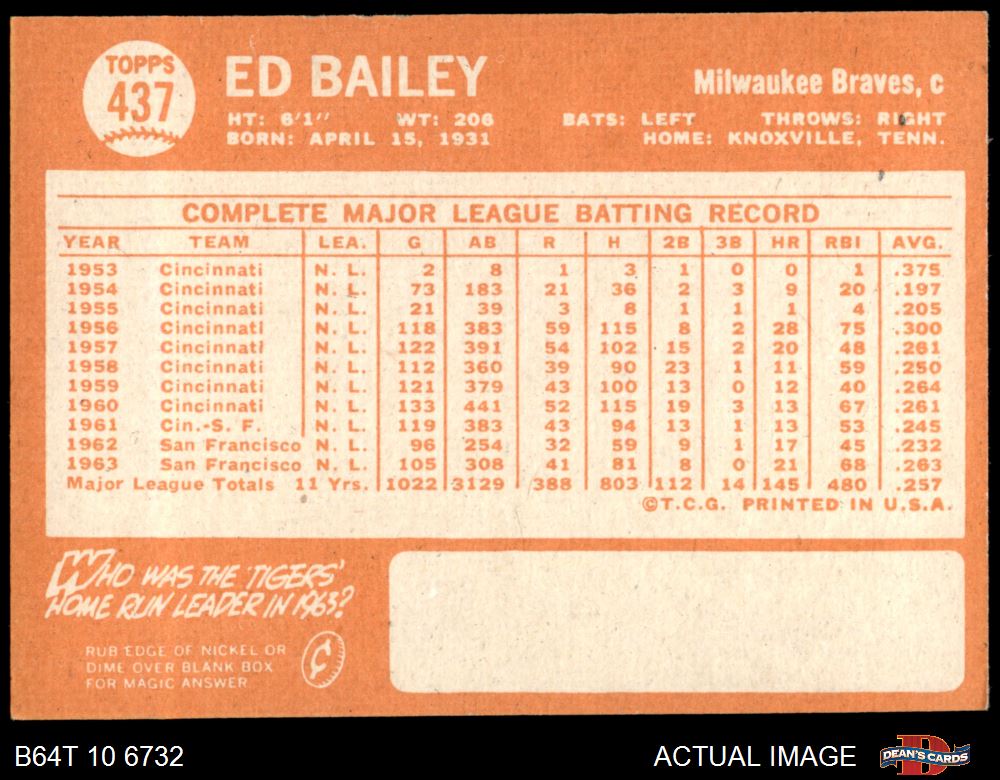 TOPPS
437
ED BAILEY
Milwaukee Braves, c
HT: 6'1" WT: 206 BATS: LEFT THROWS: RIGHT
BORN: APRIL 15, 1931 HOME: KNOXVILLE, TENN.
COMPLETE MAJOR LEAGUE BATTING RECORD
YEAR TEAM LEA. G AB R H 2B 3B HR RBI AVG.
1953 Cincinnati N. L. 2 8 1 3 1 0 0 1 .375
1954 Cincinnati N. L. 73 183 21 36 2 3 9 20 .197
1955 Cincinnati N. L. 21 39 3 8 1 1 1 4 .205
1956 Cincinnati N. L. 118 383 59 115 8 2 28 75 .300
1957 Cincinnati N. L. 122 391 54 102 15 2 20 48 .261
1958 Cincinnati N. L. 112 360 39 90 23 1 11 59 .250
1959 Cincinnati N. L. 121 379 43 100 13 0 12 40 .264
1960 Cincinnati N. L. 133 441 52 115 19 3 13 67 .261
1961 Cin.-S. F. N. L. 119 383 43 94 13 1 13 53 .245
1962 San Francisco N. L. 96 254 32 59 9 1 17 45 .232
1963 San Francisco N. L. 105 308 41 81 8 0 21 68 .263
Major League Totals 11 Yrs. 1022 3129 388 803 112 14 145 480 .257
©T.C.G. PRINTED IN U.S.A.
WHO WAS THE TIGERS'
HOME RUN LEADER IN 1963?
RUB EDGE OF NICKEL OR
DIME OVER BLANK BOX
FOR MAGIC ANSWER
¢
B64T 10 6732
ACTUAL IMAGE
DEAN'S CARDS